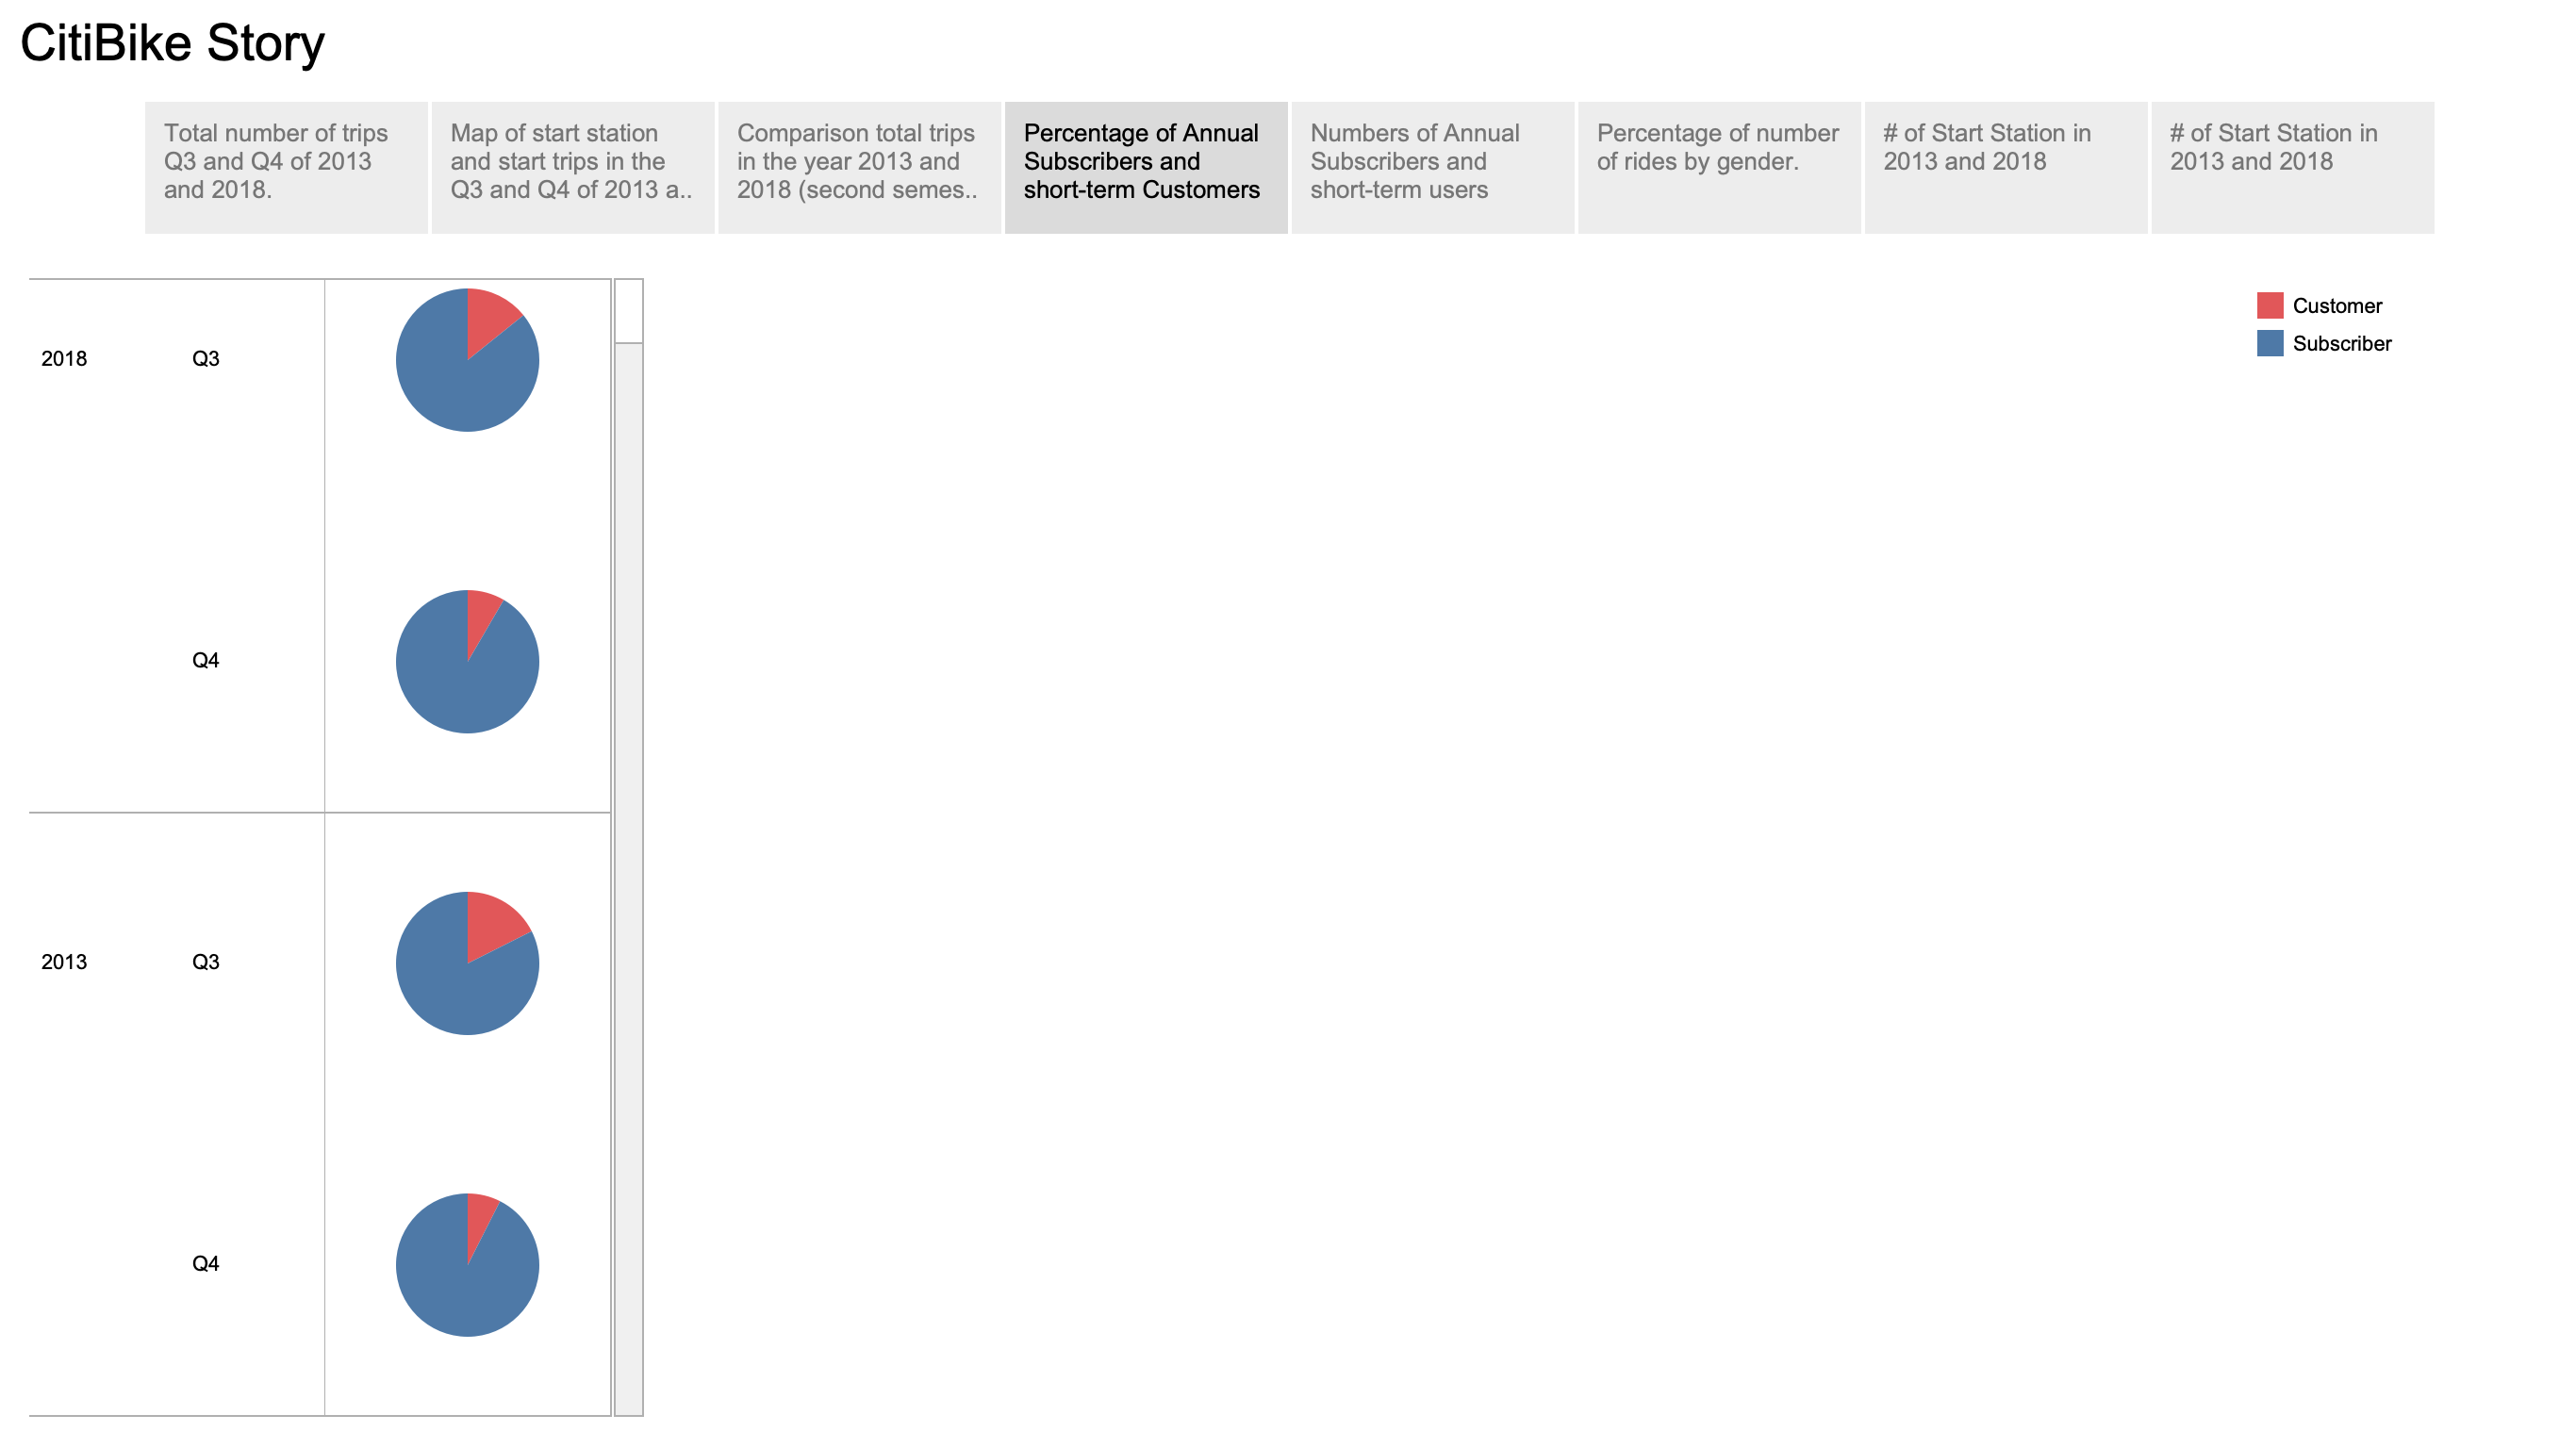 CitiBike Story
Total number of trips
Q3 and Q4 of 2013
and 2018.
Map of start station
and start trips in the
Q3 and Q4 of 2013 a..
Comparison total trips
in the year 2013 and
2018 (second semes..
Percentage of Annual
Subscribers and
short-term Customers
Numbers of Annual
Subscribers and
short-term users
Percentage of number
of rides by gender.
# of Start Station in
2013 and 2018
# of Start Station in
2013 and 2018
Customer
Subscriber
2018 Q3
Q4
2013 Q3
Q4